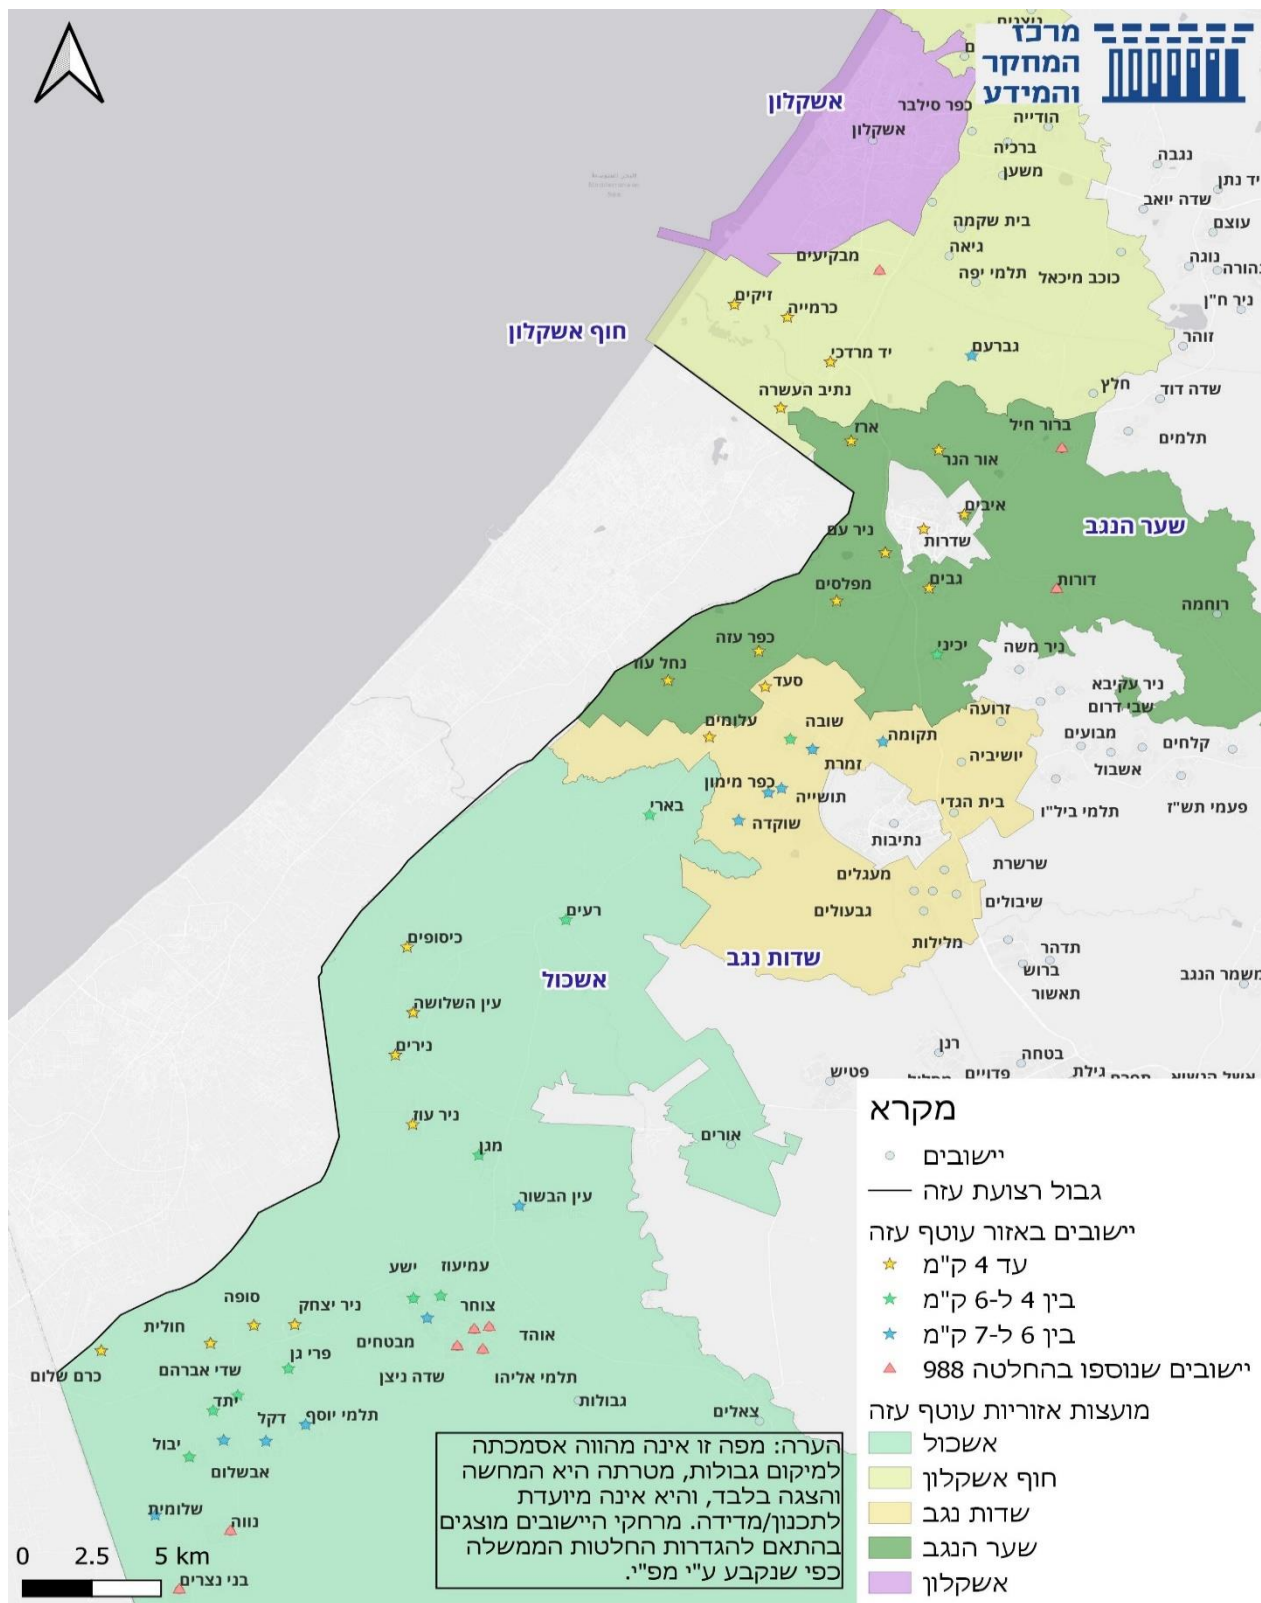 ניצנים
מרכז
המחקר
והמידע
אשקלון
כפר סילבר
אשקלון
הודייה
ברכיה
משען
נגבה
יד נתן
שדה יואב
עוצם
בית שקמה
גיאה
מבקיעים
תלמי יפה
כוכב מיכאל
נוגה
ניר ח"ן
זוהר
זיקים
כרמייה
חוף אשקלון
יד מרדכי
גברעם
נתיב העשרה
חלץ
שדה דוד
תלמים
ארז
ברור חיל
אור הנר
איבים
שדרות
ניר עם
שער הנגב
מפלסים
גבים
דורות
רוחמה
כפר עזה
נחל עוז
יכיני
ניר משה
סעד
ניר עקיבא
שבי דרום
זרועה
עלומים
שובה
תקומה
מבועים
קלחים
זמרת
יושיביה
אשבול
כפר מימון
תושייה
בית הגדי
תלמי ביל"ו
פעמי תש"ז
בארי
שוקדה
נתיבות
שרשרת
מעגלים
שיבולים
רעים
גבעולים
מלילות
כיסופים
תדהר
ברוש
תאשור
משמר הנגב
שדות נגב
אשכול
עין השלושה
נירים
רנן
בטחה
פטיש
פדויים
גילת
ניר עוז
מגן
אורים
עין הבשור
עמיעוז
ישע
סופה
ניר יצחק
צוחר
חולית
אוהד
מבטחים
פרי גן
כרם שלום
שדי אברהם
שדה ניצן
תלמי אליהו
יתד
גבולות
צאלים
דקל
תלמי יוסף
יבול
אבשלום
שלומית
נווה
בני נצרים
0 2.5 5 km
מקרא
יישובים
גבול רצועת עזה
יישובים באזור עוטף עזה
עד 4 ק"מ
בין 4 ל-6 ק"מ
בין 6 ל-7 ק"מ
יישובים שנוספו בהחלטה 988
מועצות אזוריות עוטף עזה
אשכול
חוף אשקלון
שדות נגב
שער הנגב
אשקלון
הערה: מפה זו אינה מהווה אסמכתה
למיקום גבולות, מטרתה היא המחשה
והצגה בלבד, והיא אינה מיועדת
לתכנון/מדידה. מרחקי היישובים מוצגים
בהתאם להגדרות החלטות הממשלה
כפי שנקבע ע"י מפ"י.